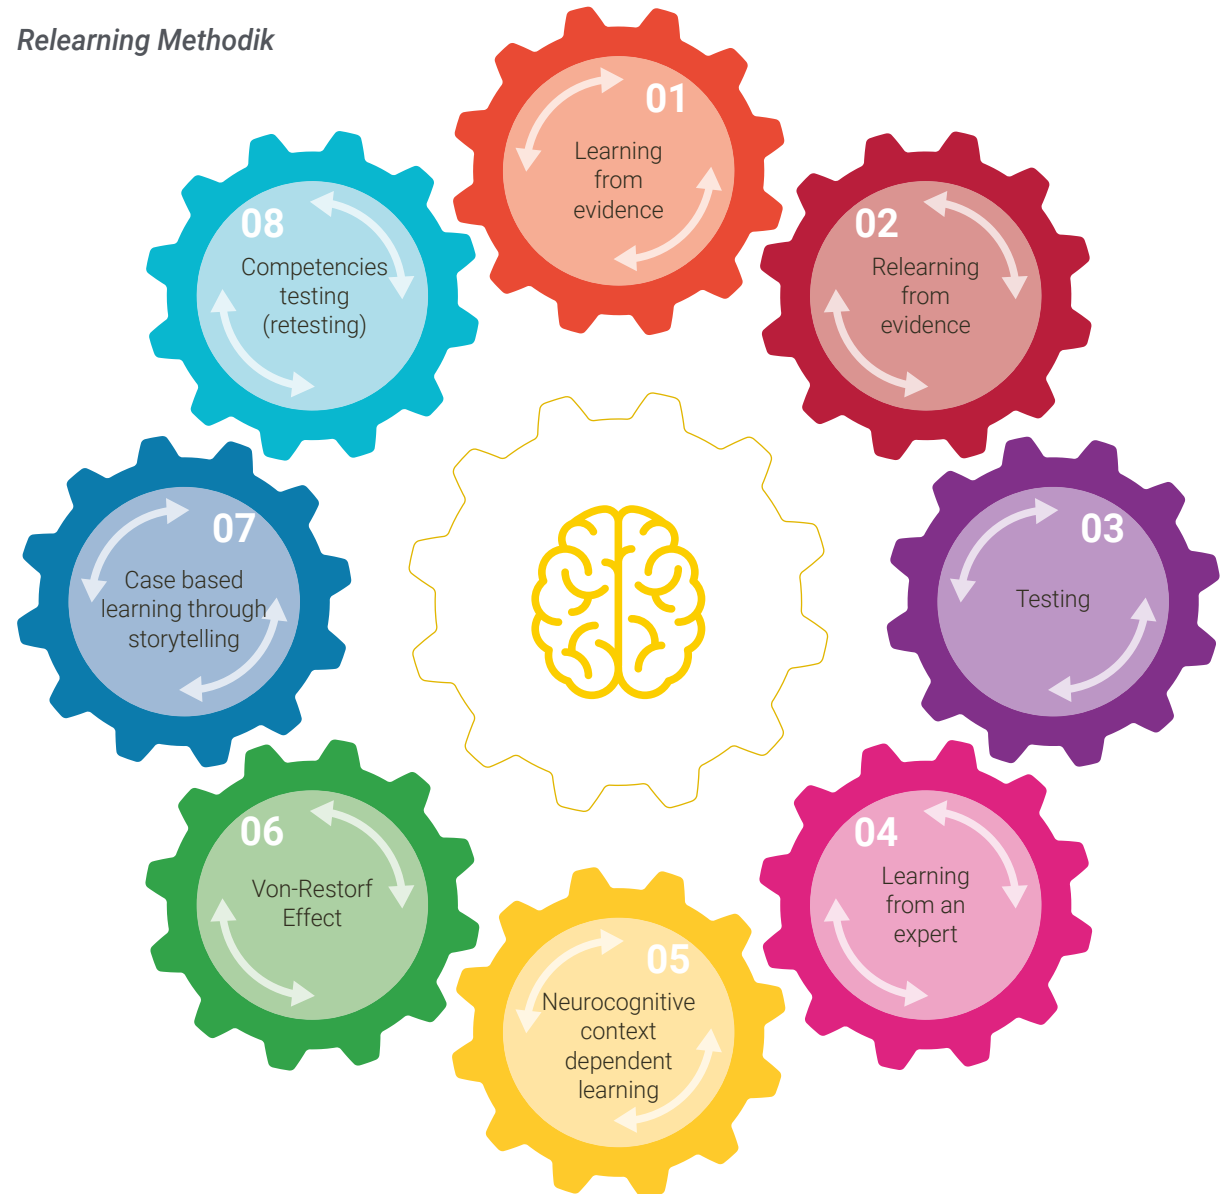 Relearning Methodik
01
Learning
from
evidence
02
Relearning
from
evidence
03
Testing
04
Learning
from an
expert
05
Neurocognitive
context
dependent
learning
06
Von-Restorf
Effect
07
Case based
learning through
storytelling
08
Competencies
testing
(retesting)